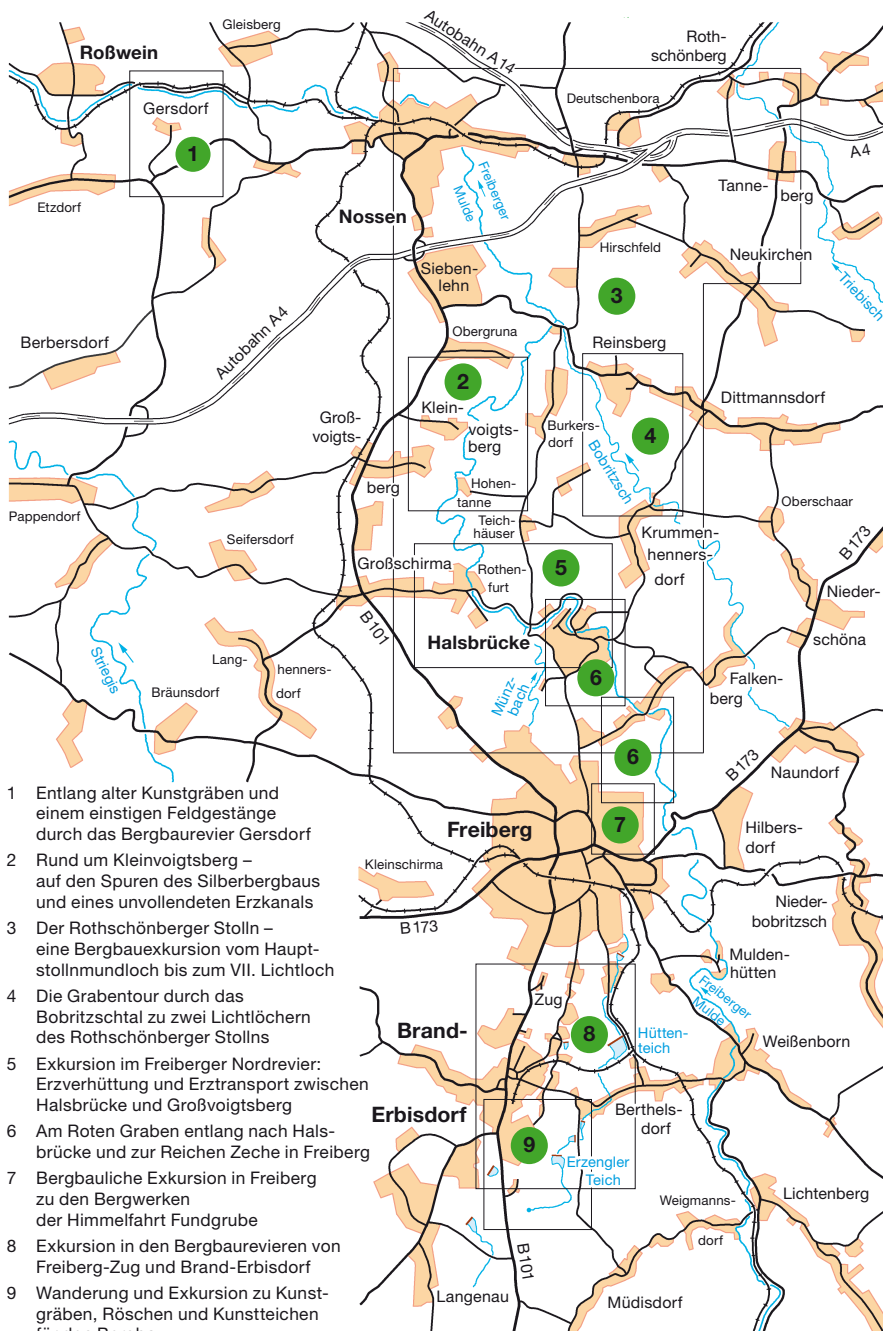 Gleisberg
Autobahn A 14
Roth-
schönberg
Roßwein
Gersdorf
Deutschenbora
1
A 4
Etzdorf
Nossen
Freiberger
Mulde
Tanne-
berg
Hirschfeld
Neukirchen
Sieben-
lehn
3
Triebisch
Berbersdorf
Autobahn A 4
Obergruna
Reinsberg
2
Dittmannsdorf
Klein-
voigts-
berg
Groß-
voigts-
berg
Burkers-
dorf
4
Bobritzsch
Hohen-
tanne
Pappendorf
Oberschaar
Teich-
häuser
Krummen-
henners-
dorf
B 173
Seifersdorf
Großschirma
Rothen-
furt
5
Nieder-
schöna
B 101
Halsbrücke
Lang-
henners-
dorf
Striegis
Bräunsdorf
Münz-
bach
6
Falken-
berg
6
B 173
Naundorf
1 Entlang alter Kunstgräben und
einem einstigen Feldgestänge
durch das Bergbaurevier Gersdorf
2 Rund um Kleinvoigtsberg –
auf den Spuren des Silberbergbaus
und eines unvollendeten Erzkanals
3 Der Rothschönberger Stolln –
eine Bergbauexkursion vom Haupt-
stollnmundloch bis zum VII. Lichtloch
4 Die Grabentour durch das
Bobritzschtal zu zwei Lichtlöchern
des Rothschönberger Stollns
5 Exkursion im Freiberger Nordrevier:
Erzverhüttung und Erztransport zwischen
Halsbrücke und Großvoigtsberg
6 Am Roten Graben entlang nach Hals-
brücke und zur Reichen Zeche in Freiberg
7 Bergbauliche Exkursion in Freiberg
zu den Bergwerken
der Himmelfahrt Fundgrube
8 Exkursion in den Bergbaurevieren von
Freiberg-Zug und Brand-Erbisdorf
9 Wanderung und Exkursion zu Kunst-
gräben, Röschen und Kunstteichen
Freiberg
7
Hilbers-
dorf
Kleinschirma
B 173
Nieder-
bobritzsch
Mulden-
hütten
Freiberger
Mulde
Zug
Brand-
Erbisdorf
8
Hütten-
teich
Weißenborn
Berthels-
dorf
9
Erzengler
Teich
Weigmanns-
dorf
Lichtenberg
B 101
Langenau
Müdisdorf